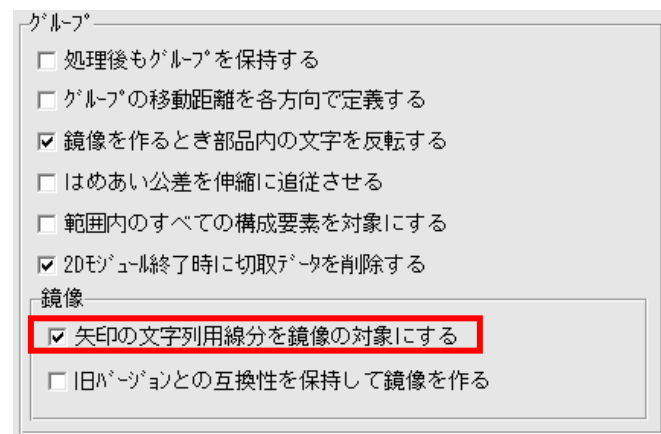 ｸﾞﾙｰﾌﾟ
処理後もｸﾞﾙｰﾌﾟを保持する
ｸﾞﾙｰﾌﾟの移動距離を各方向で定義する
鏡像を作るとき部品内の文字を反転する
はめあい公差を伸縮に追従させる
範囲内のすべての構成要素を対象にする
2Dﾓｼﾞｭｰﾙ終了時に切取ﾃﾞｰﾀを削除する
鏡像
矢印の文字列用線分を鏡像の対象にする
旧ﾊﾞｰｼﾞｮﾝとの互換性を保持して鏡像を作る